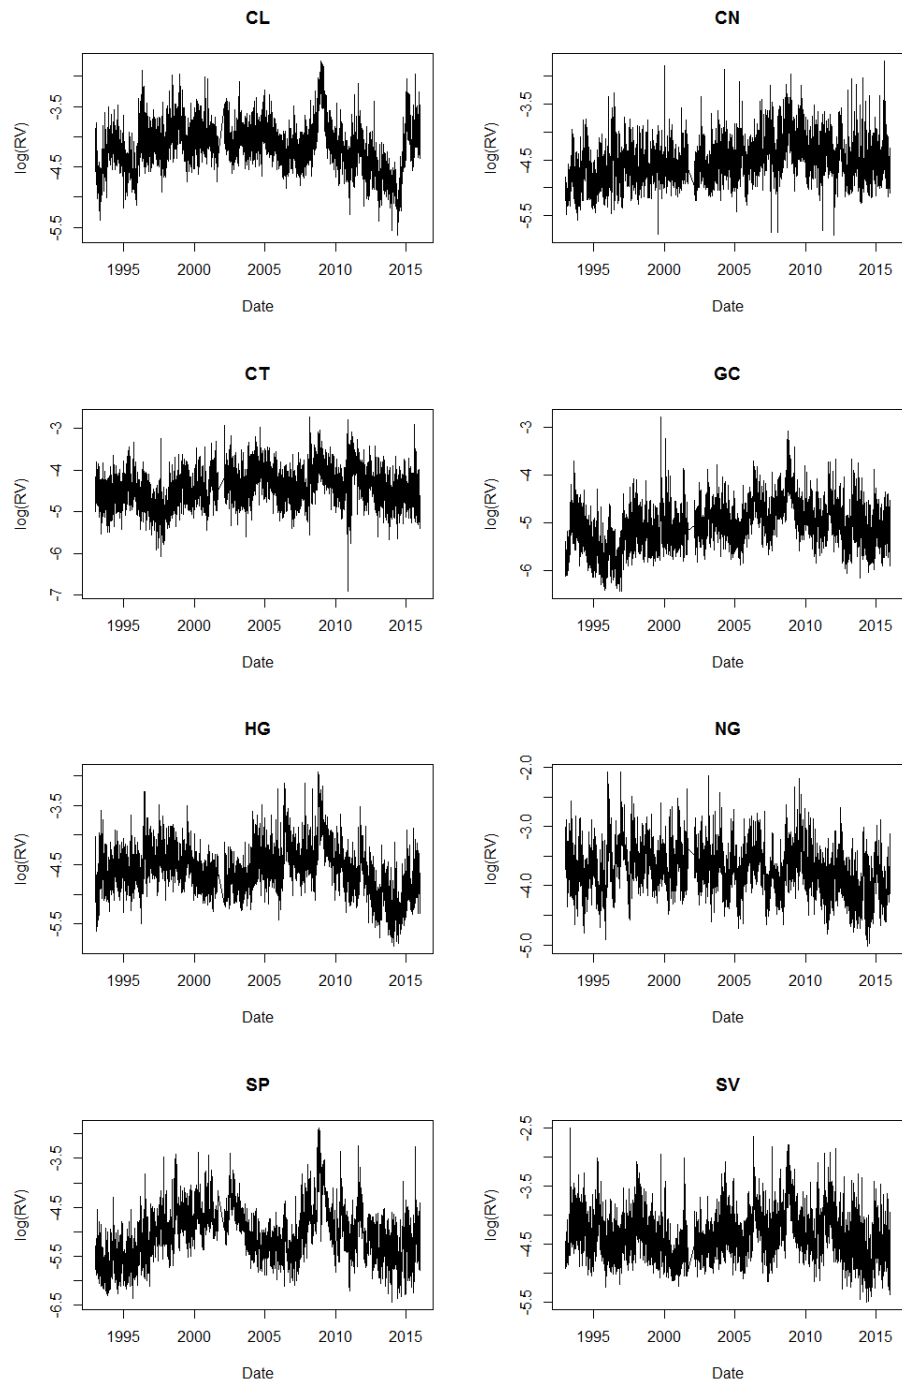 CL
CN
log(RV)
-5.5 -4.5 -3.5
1995 2000 2005 2010 2015
Date
log(RV)
-5.5 -4.5 -3.5
1995 2000 2005 2010 2015
Date
CT
GC
log(RV)
-7 -6 -5 -4 -3
1995 2000 2005 2010 2015
Date
log(RV)
-6 -5 -4 -3
1995 2000 2005 2010 2015
Date
HG
NG
log(RV)
-5.5 -4.5 -3.5
1995 2000 2005 2010 2015
Date
log(RV)
-5.0 -4.0 -3.0 -2.0
1995 2000 2005 2010 2015
Date
SP
SV
log(RV)
-6.5 -5.5 -4.5 -3.5
1995 2000 2005 2010 2015
Date
log(RV)
-5.5 -4.5 -3.5 -2.5
1995 2000 2005 2010 2015
Date